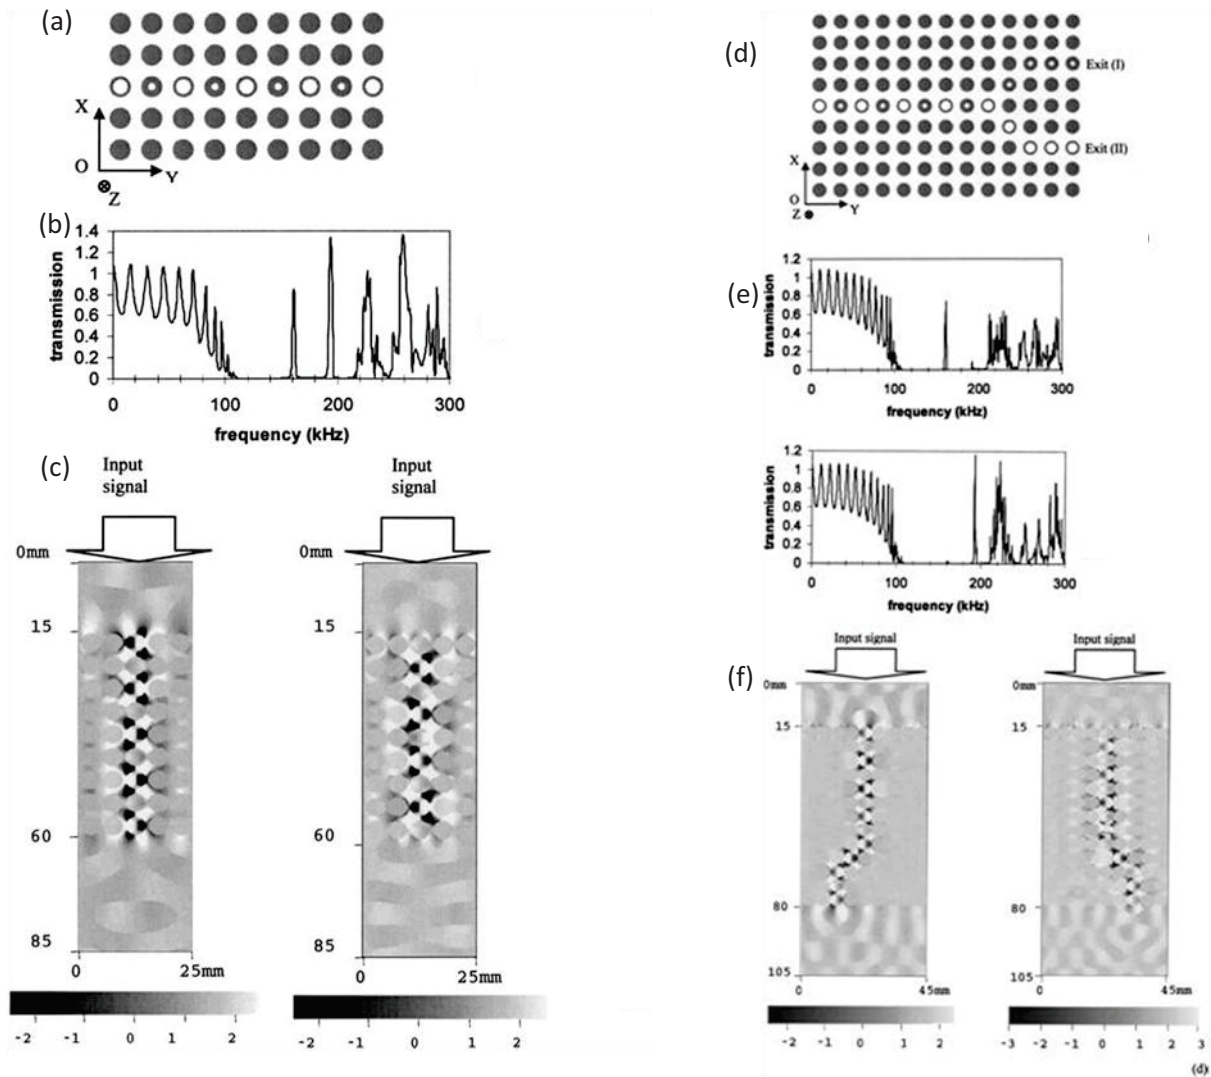 (a)
X
O
Y
Z
(b)
1.4
1.2
1
0.8
0.6
0.4
0.2
0
transmission
0 100 200 300
frequency (kHz)
(c)
Input
signal
Input
signal
0mm
15
60
85
0 25mm
-2 -1 0 1 2
0mm
15
60
85
0 25mm
-2 -1 0 1 2
(d)
Exit (I)
Exit (II)
X
O
Z
Y
(e)
1.2
1
0.8
0.6
0.4
0.2
0
transmission
0 100 200 300
frequency (kHz)
1.2
1
0.8
0.6
0.4
0.2
0
transmission
0 100 200 300
frequency (kHz)
(f)
Input signal
Input signal
0mm
15
80
105
0 45mm
-2 -1 0 1 2
0mm
15
80
105
0 45mm
-3 -2 -1 0 1 2 3
(d)